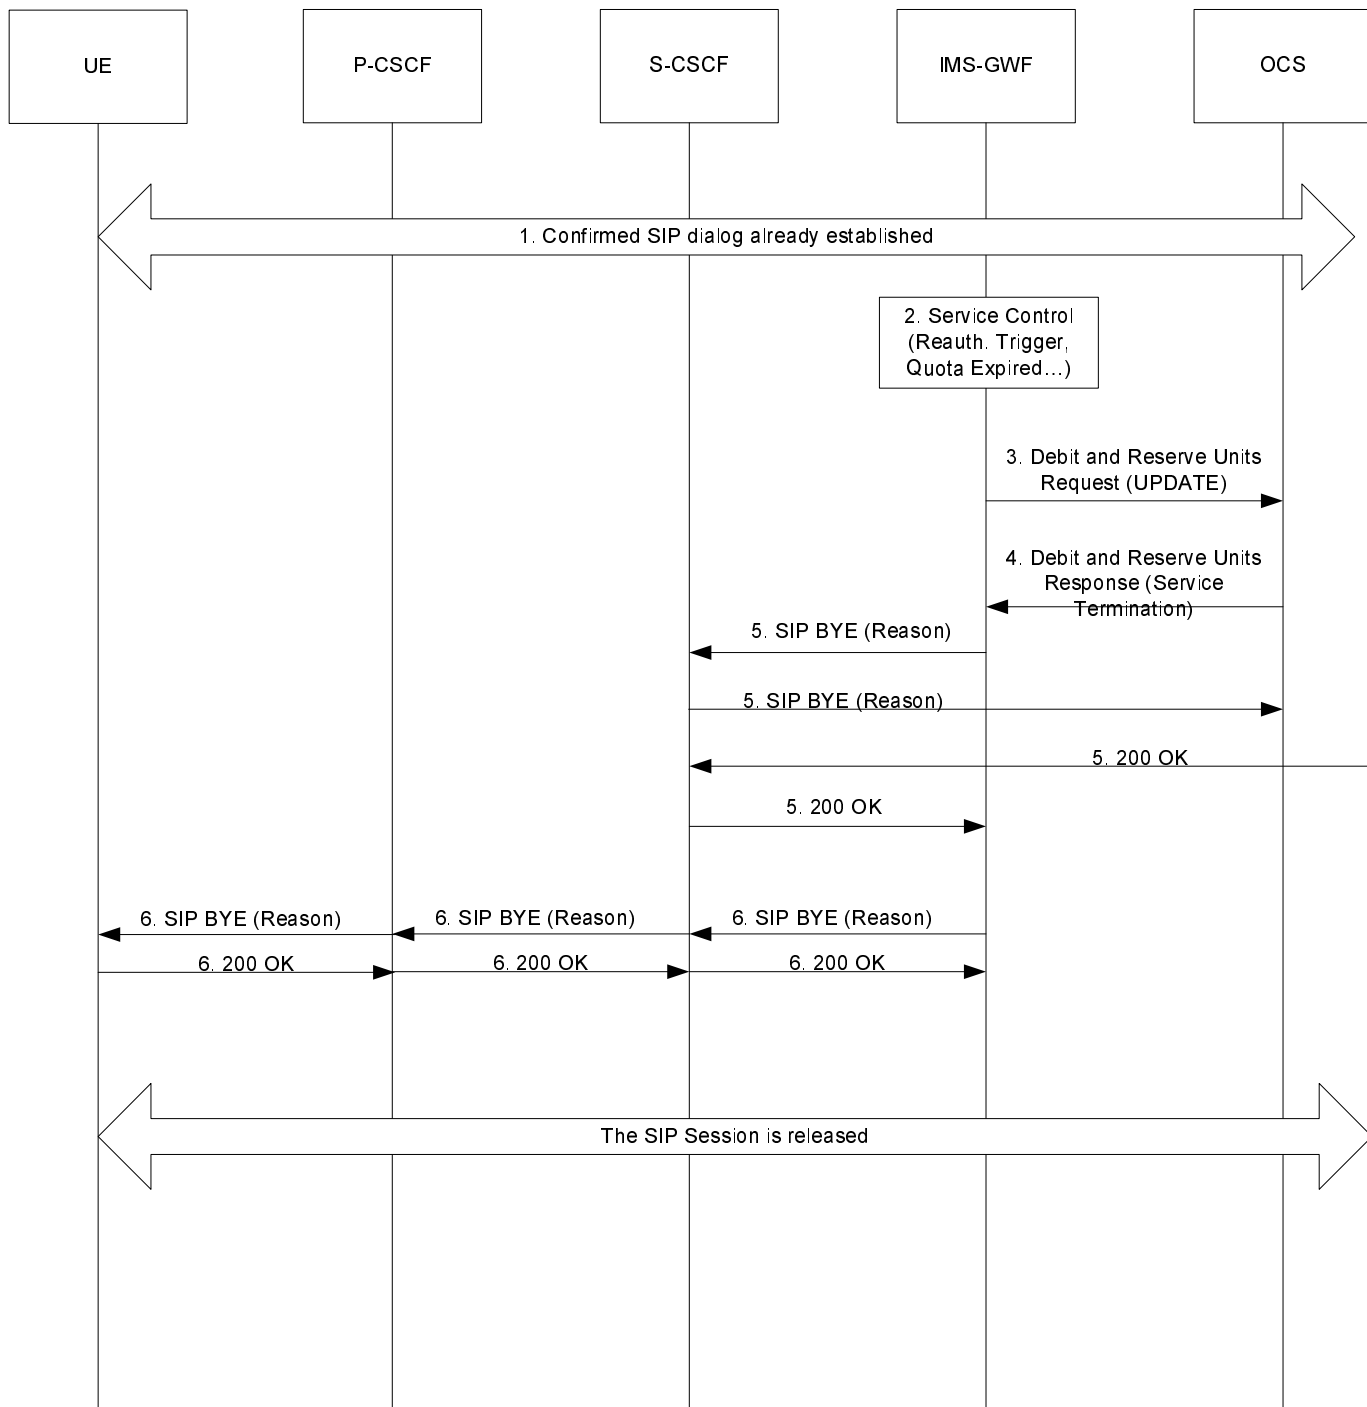 UE
P-CSCF
S-CSCF
IMS-GWF
OCS
1. Confirmed SIP dialog already established
2. Service Control
(Reauth. Trigger,
Quota Expired…)
3. Debit and Reserve Units
Request (UPDATE)
4. Debit and Reserve Units
Response (Service
Termination)
5. SIP BYE (Reason)
5. SIP BYE (Reason)
5. 200 OK
5. 200 OK
6. SIP BYE (Reason)
6. SIP BYE (Reason)
6. SIP BYE (Reason)
6. 200 OK
6. 200 OK
6. 200 OK
The SIP Session is released